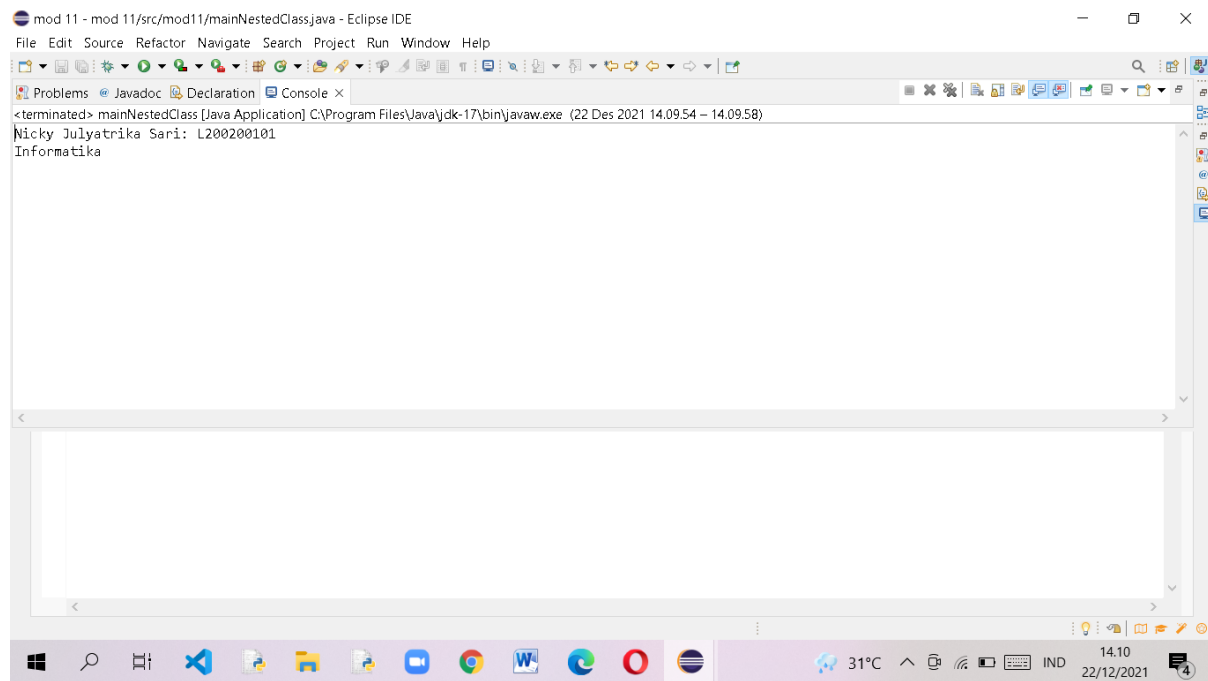 mod 11 - mod 11/src/mod11/mainNestedClass.java - Eclipse IDE
File Edit Source Refactor Navigate Search Project Run Window Help
Problems Javadoc Declaration Console
<terminated> mainNestedClass [Java Application] C:\Program Files\Java\jdk-17\bin\javaw.exe (22 Des 2021 14.09.54 – 14.09.58)
Nicky Julyatrika Sari: L200200101
Informatika
31°C IND 14.10
22/12/2021 4